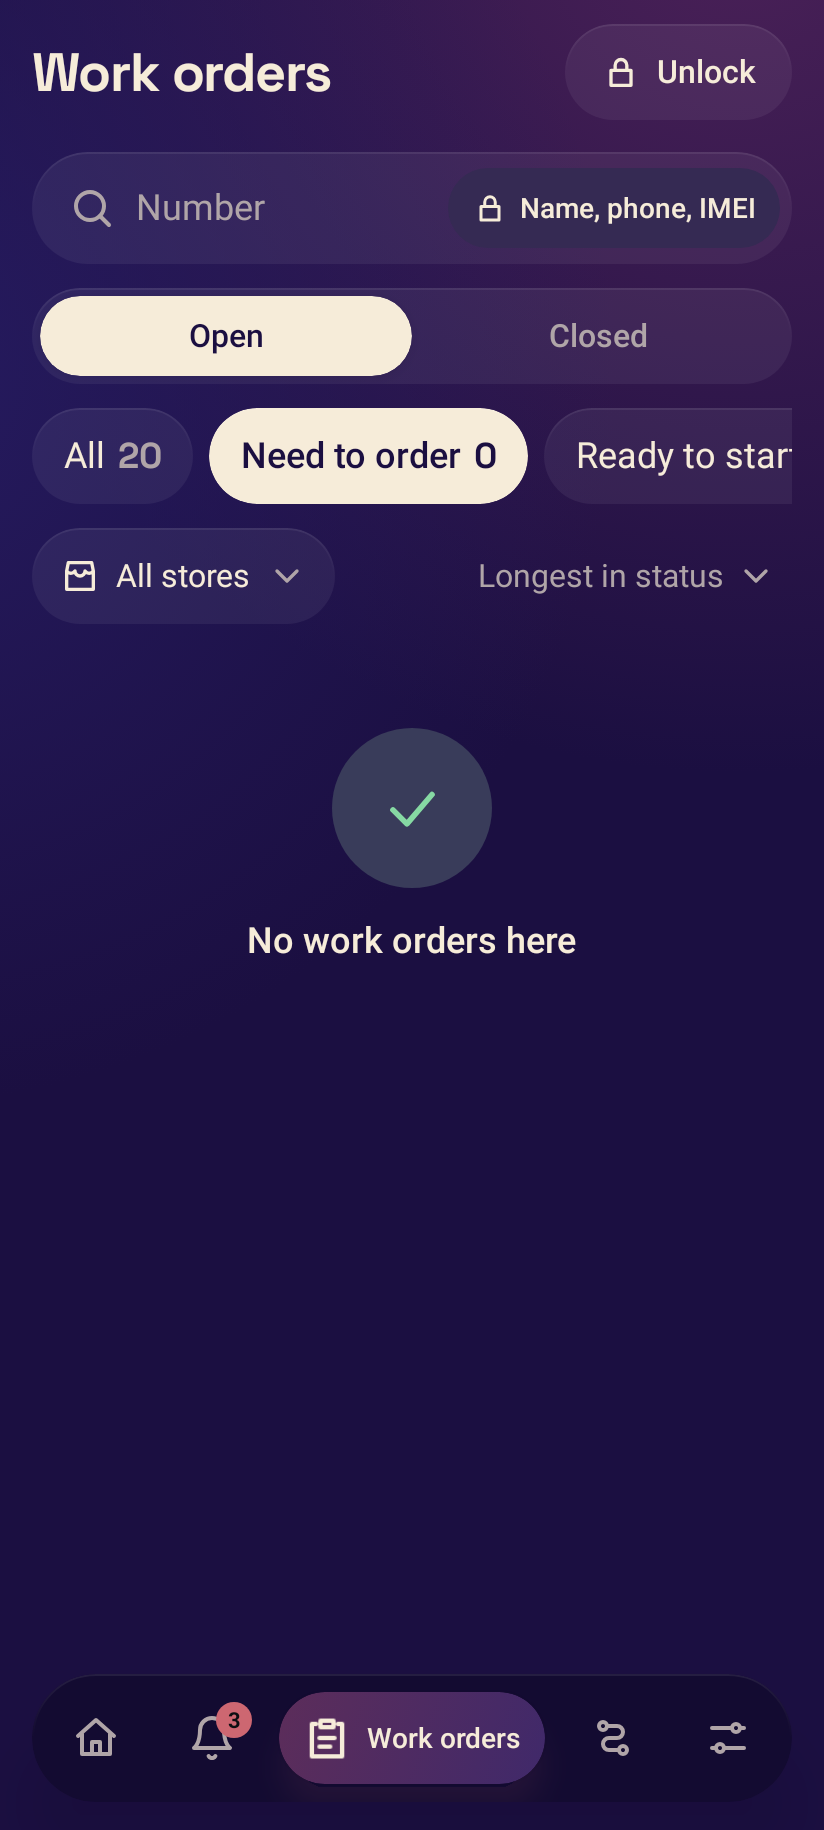 Work orders
Unlock
Number
Name, phone, IMEI
Open
Closed
All 20
Need to order 0
Ready to start
All stores
Longest in status
No work orders here
3
Work orders